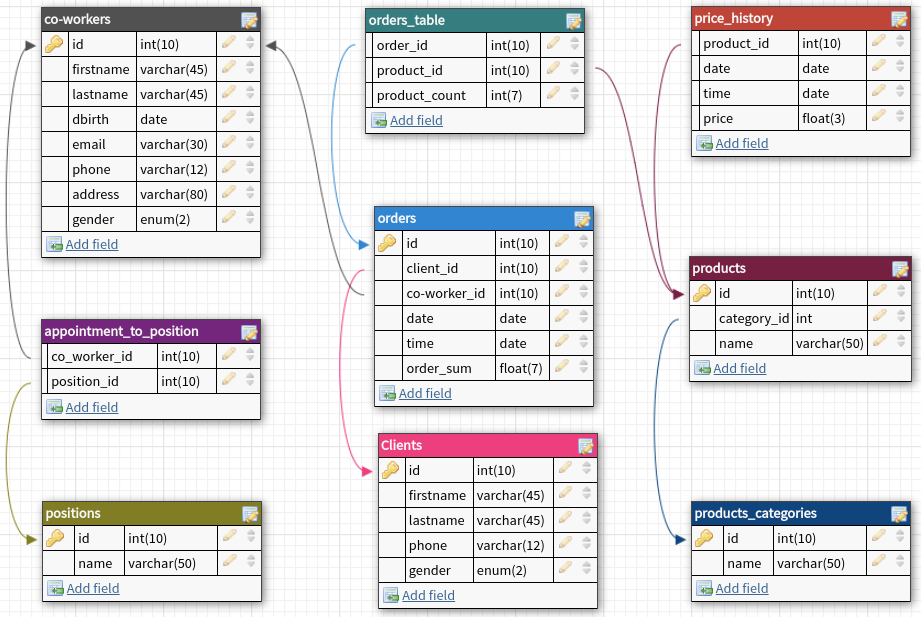 co-workers
id int(10)
firstname varchar(45)
lastname varchar(45)
dbirth date
email varchar(30)
phone varchar(12)
address varchar(80)
gender enum(2)
Add field
appointment_to_position
co_worker_id int(10)
position_id int(10)
Add field
positions
id int(10)
name varchar(50)
Add field
orders_table
order_id int(10)
product_id int(10)
product_count int(7)
Add field
orders
id int(10)
client_id int(10)
co-worker_id int(10)
date date
time date
order_sum float(7)
Add field
Clients
id int(10)
firstname varchar(45)
lastname varchar(45)
phone varchar(12)
gender enum(2)
Add field
price_history
product_id int(10)
date date
time date
price float(3)
Add field
products
id int(10)
category_id int
name varchar(50)
Add field
products_categories
id int(10)
name varchar(50)
Add field